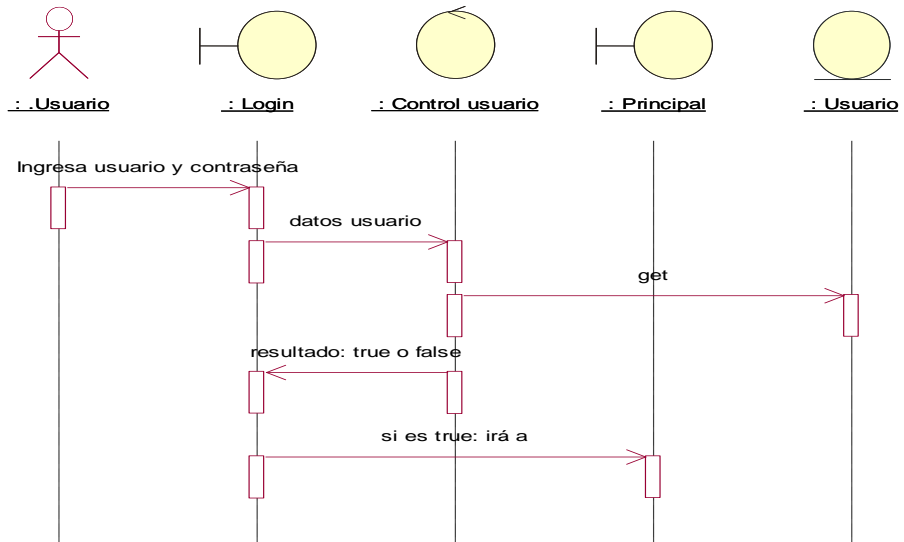 : .Usuario
: Login
: Control usuario
: Principal
: Usuario
Ingresa usuario y contraseña
datos usuario
get
resultado: true o false
si es true: irá a